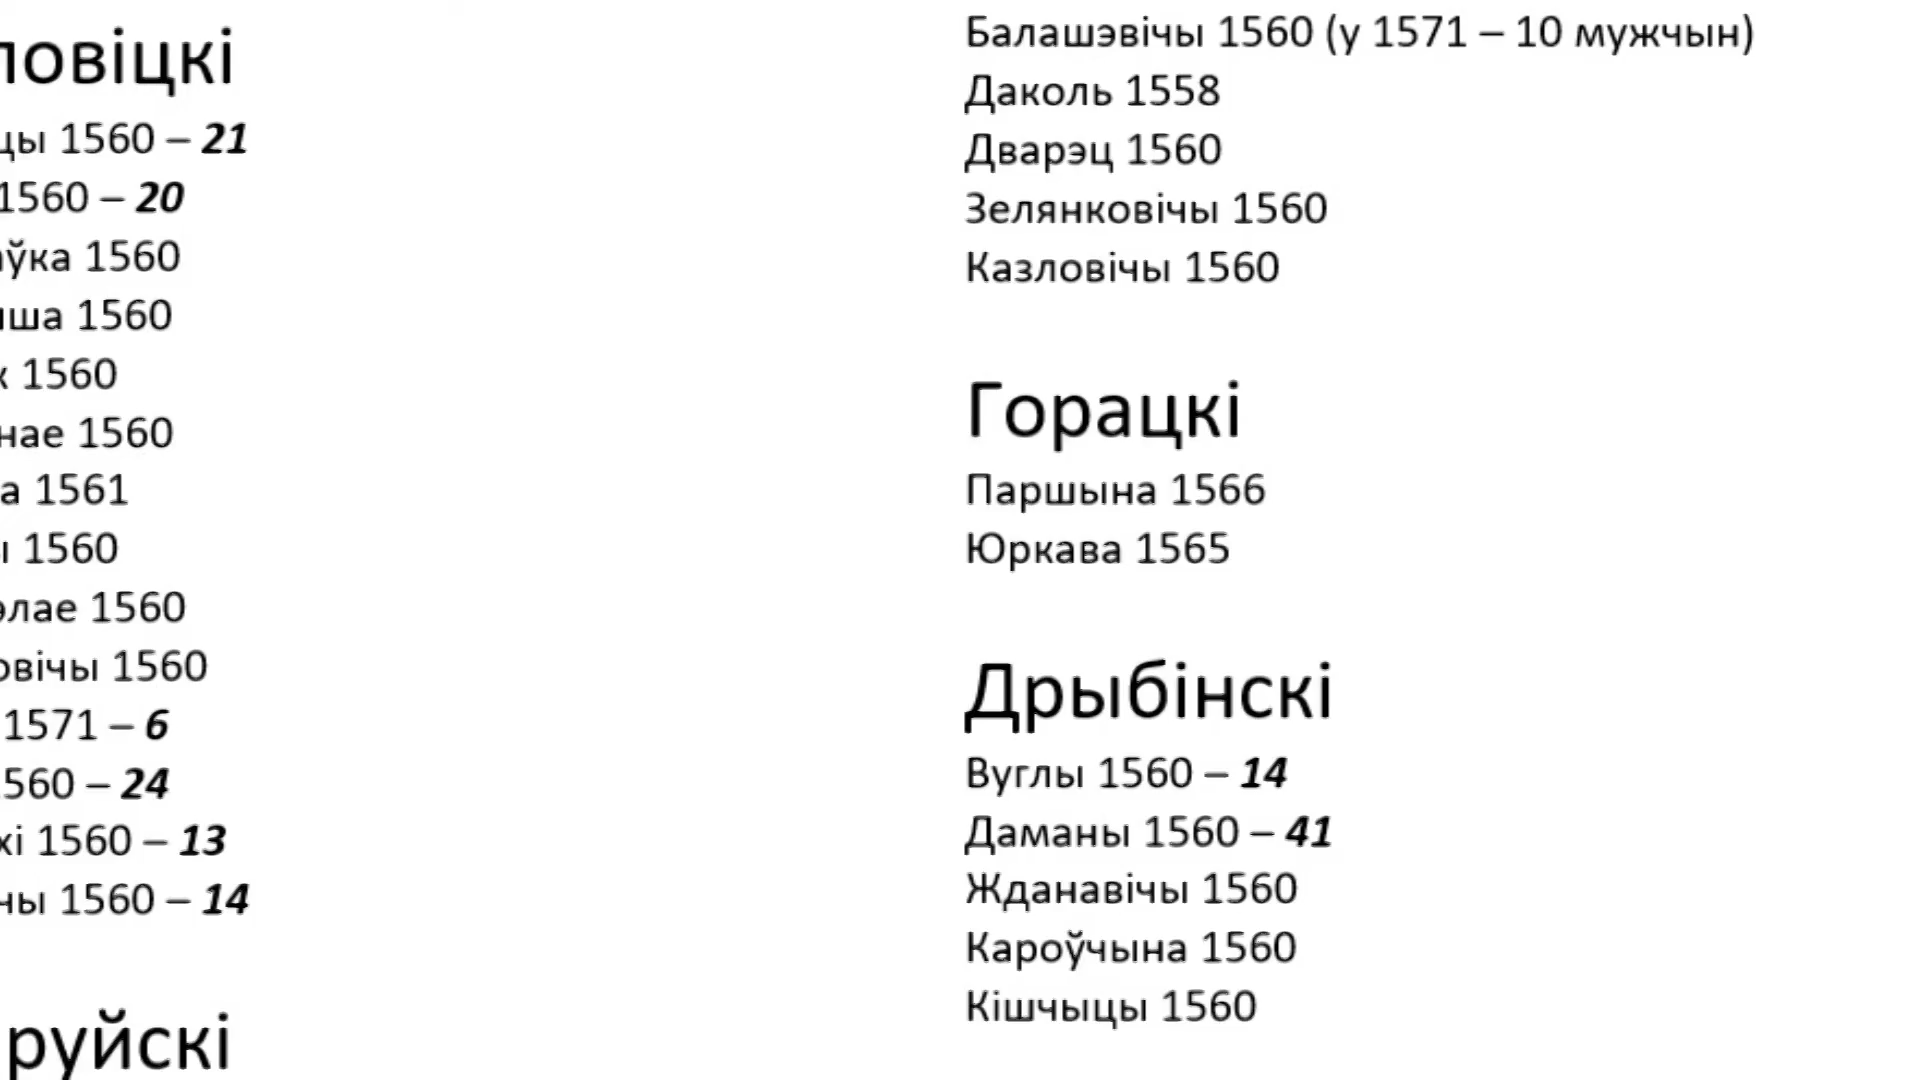 1560 – 21
1560 – 20
1560
1560
1560
1560
1561
1560
1560
1560
1571 – 6
– 24
1560 – 13
1560 – 14
Балашэвічы 1560 (у 1571 – 10 мужчын)
Даколь 1558
Дварэц 1560
Зелянковічы 1560
Казловічы 1560
Горацкі
Паршына 1566
Юркава 1565
Дрыбінскі
Вуглы 1560 – 14
Даманы 1560 – 41
Жданавічы 1560
Кароўчына 1560
Кішчыцы 1560